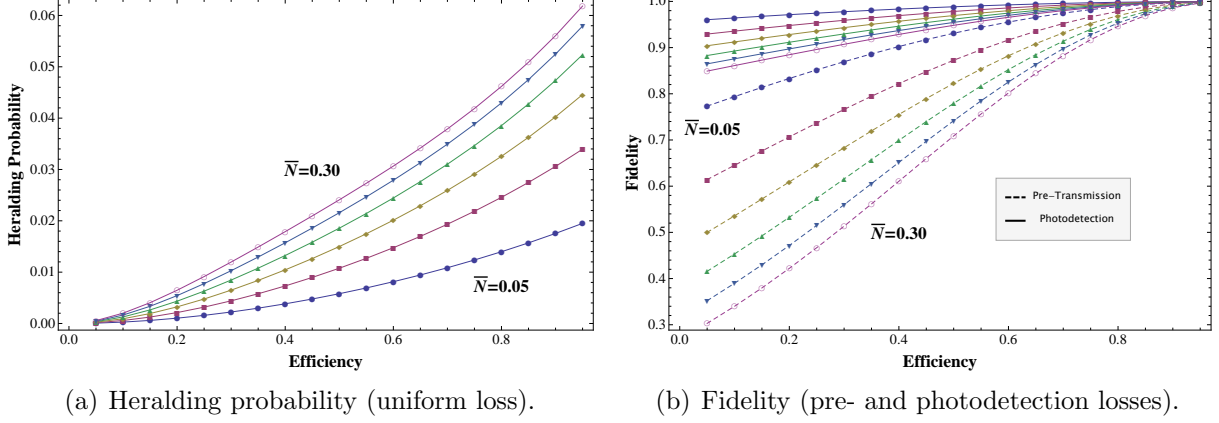 Heralding Probability
0.06
0.05
0.04
0.03
0.02
0.01
0.00
N̅=0.30
N̅=0.05
0.0 0.2 0.4 0.6 0.8
Efficiency
(a) Heralding probability (uniform loss).
Fidelity
1.0
0.9
0.8
0.7
0.6
0.5
0.4
0.3
N̅=0.05
N̅=0.30
Pre-Transmission
Photodetection
0.0 0.2 0.4 0.6 0.8
Efficiency
(b) Fidelity (pre- and photodetection losses).